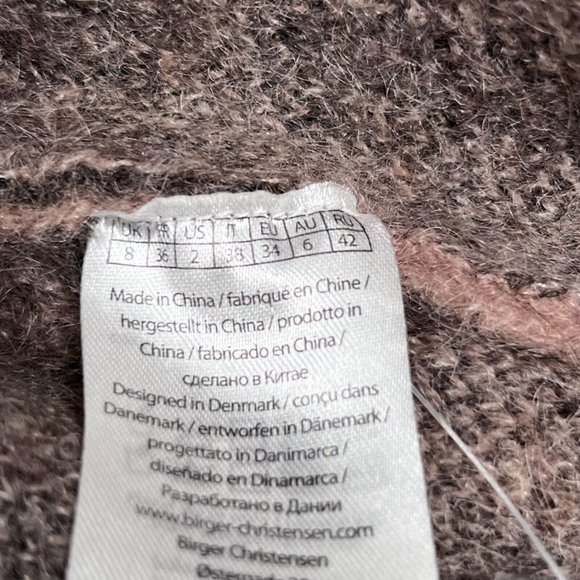 UK FR US IT EU AU RU
8 36 2 38 34 6 42
Made in China / fabriqué en Chine /
hergestellt in China / prodotto in
China / fabricado en China /
сделано в Китае
Designed in Denmark / conçu dans
Danemark / entworfen in Dänemark /
progettato in Danimarca /
diseñado en Dinamarca /
Разработано в Дании
www.birger-christensen.com
Birger Christensen